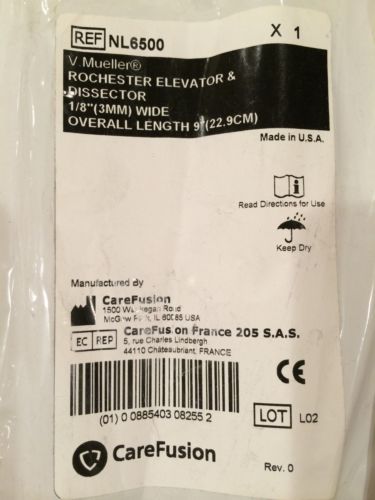 REF NL6500 X 1
V.Mueller®
ROCHESTER ELEVATOR &
DISSECTOR
1/8"(3MM) WIDE
OVERALL LENGTH 9"(22.9CM)
Made in U.S.A.
Read Directions for Use
Keep Dry
Manufactured By
CareFusion
1500 Waukegan Road
McGaw Park, IL 60085 USA
EC REP CareFusion France 205 S.A.S.
5, rue Charles Lindbergh
44110 Châteaubriant, FRANCE
CE
(01) 0 0885403 08255 2
LOT L02
CareFusion
Rev. 0